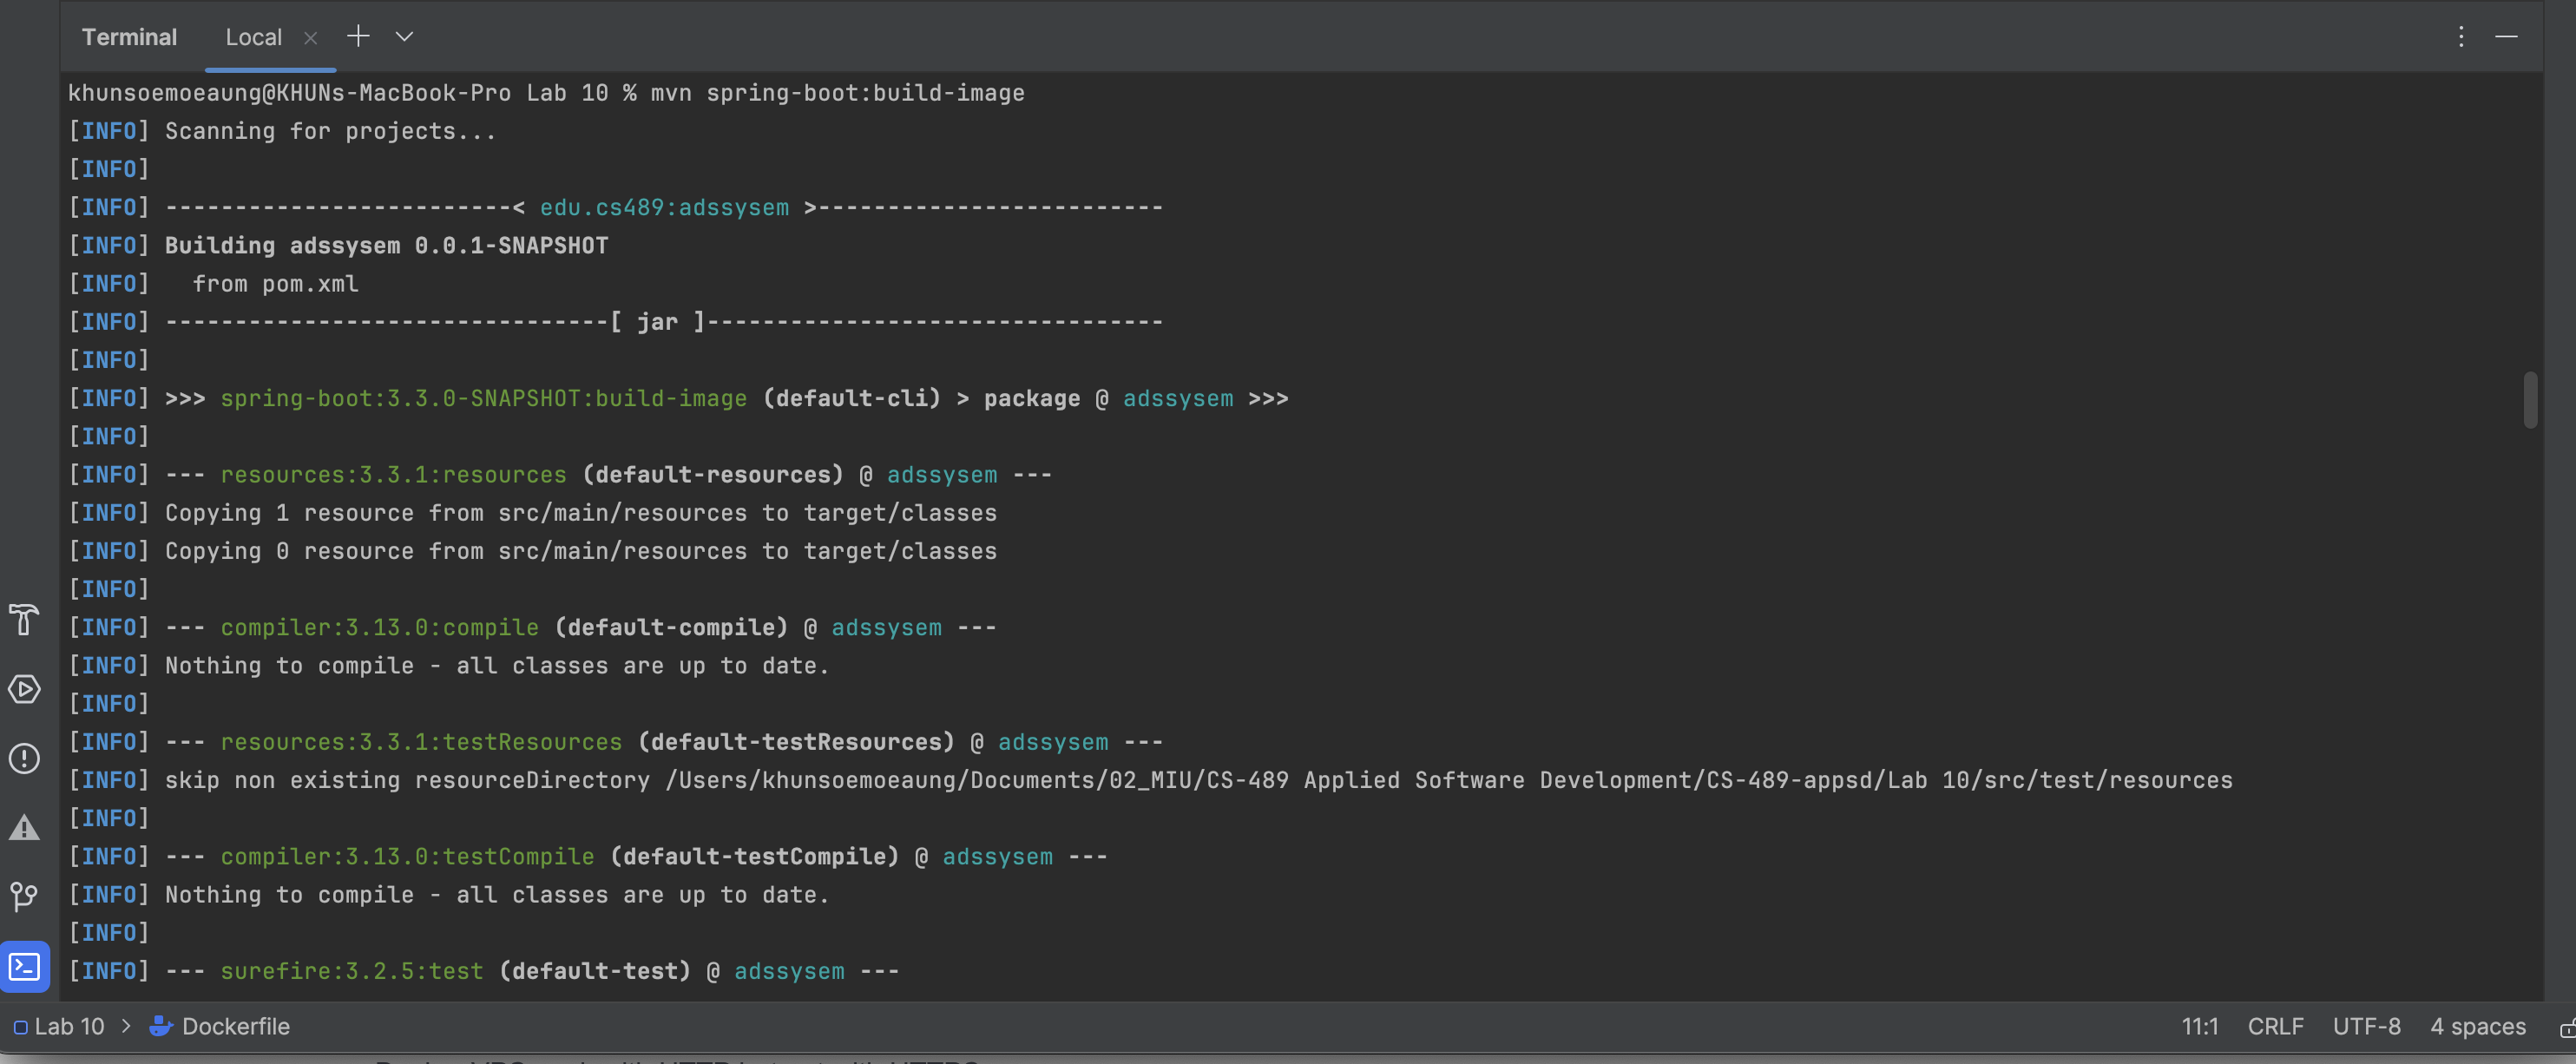 Terminal Local
khunsoemoeaung@KHUNs-MacBook-Pro Lab 10 % mvn spring-boot:build-image
[INFO] Scanning for projects...
[INFO]
[INFO] -------------------------< edu.cs489:adssysem >-------------------------
[INFO] Building adssysem 0.0.1-SNAPSHOT
[INFO]   from pom.xml
[INFO] --------------------------------[ jar ]---------------------------------
[INFO]
[INFO] >>> spring-boot:3.3.0-SNAPSHOT:build-image (default-cli) > package @ adssysem >>>
[INFO]
[INFO] --- resources:3.3.1:resources (default-resources) @ adssysem ---
[INFO] Copying 1 resource from src/main/resources to target/classes
[INFO] Copying 0 resource from src/main/resources to target/classes
[INFO]
[INFO] --- compiler:3.13.0:compile (default-compile) @ adssysem ---
[INFO] Nothing to compile - all classes are up to date.
[INFO]
[INFO] --- resources:3.3.1:testResources (default-testResources) @ adssysem ---
[INFO] skip non existing resourceDirectory /Users/khunsoemoeaung/Documents/02_MIU/CS-489 Applied Software Development/CS-489-appsd/Lab 10/src/test/resources
[INFO]
[INFO] --- compiler:3.13.0:testCompile (default-testCompile) @ adssysem ---
[INFO] Nothing to compile - all classes are up to date.
[INFO]
[INFO] --- surefire:3.2.5:test (default-test) @ adssysem ---
Lab 10 > Dockerfile 11:1 CRLF UTF-8 4 spaces